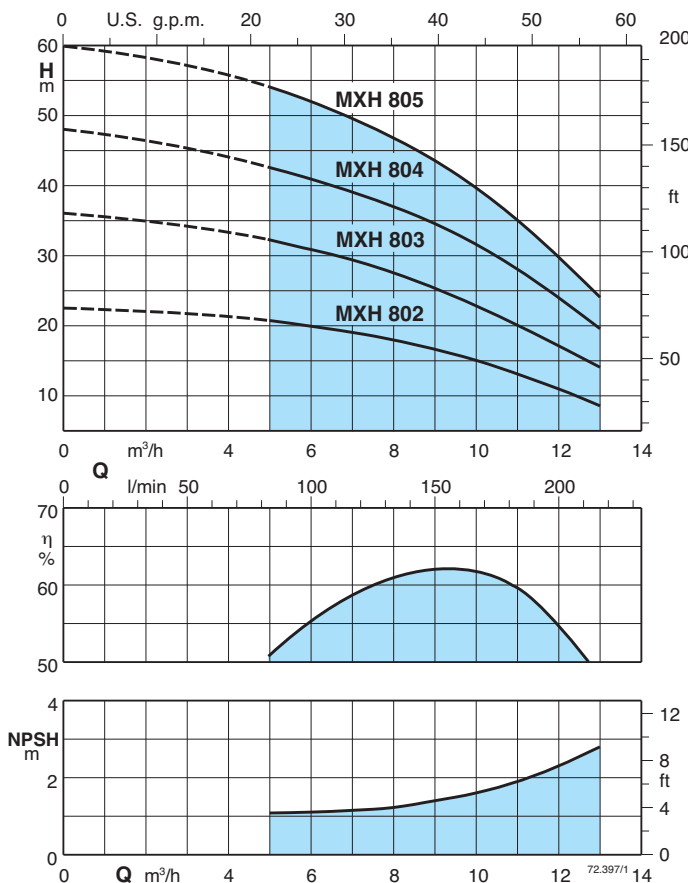 0 U.S. g.p.m. 20 30 40 50 60
60 200
H
m
MXH 805
50
150
MXH 804
40
ft
MXH 803
100
30
MXH 802
20
50
10
0 m³/h 4 6 8 10 12 14
Q
0 l/min 50 100 150 200
70
η
%
60
50
4
12
NPSH
m
8
ft
2
4
0 0
72.397/1
0 Q m³/h 4 6 8 10 12 14